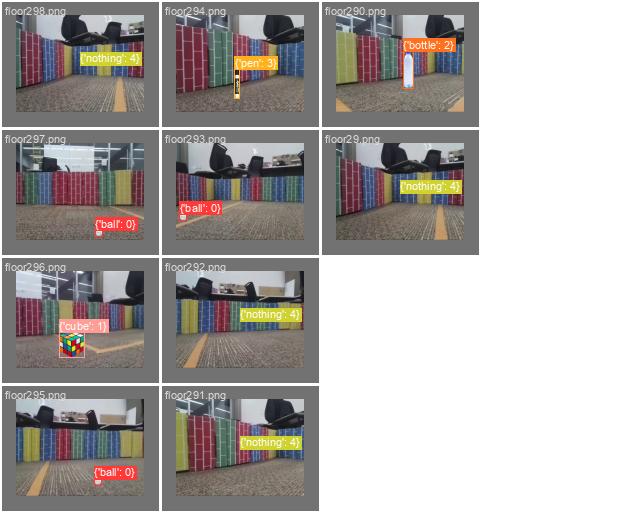 floor298.png
{'nothing': 4}
floor294.png
{'pen': 3}
floor290.png
{'bottle': 2}
floor297.png
{'ball': 0}
floor293.png
{'ball': 0}
floor29.png
{'nothing': 4}
floor296.png
{'cube': 1}
floor292.png
{'nothing': 4}
floor295.png
{'ball': 0}
floor291.png
{'nothing': 4}